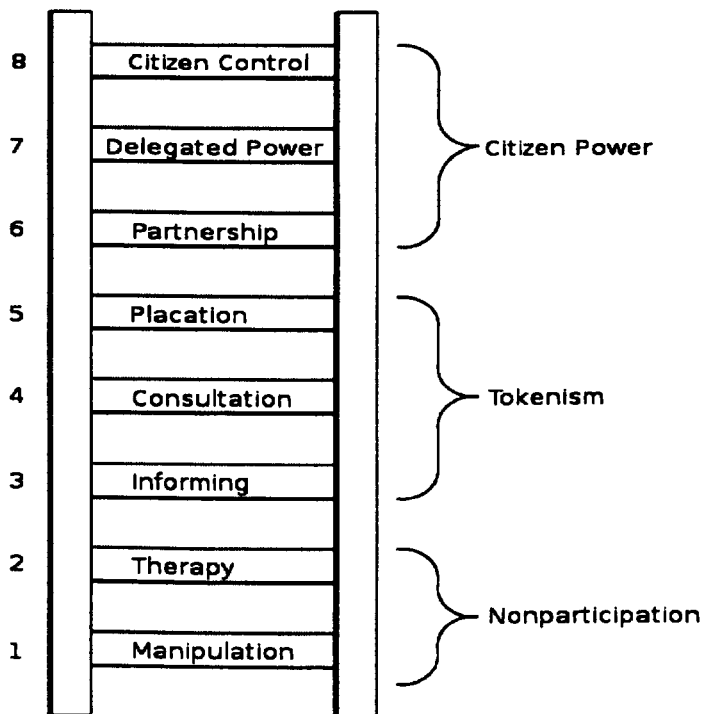 8 Citizen Control
7 Delegated Power
Citizen Power
6 Partnership
5 Placation
4 Consultation
Tokenism
3 Informing
2 Therapy
Nonparticipation
1 Manipulation